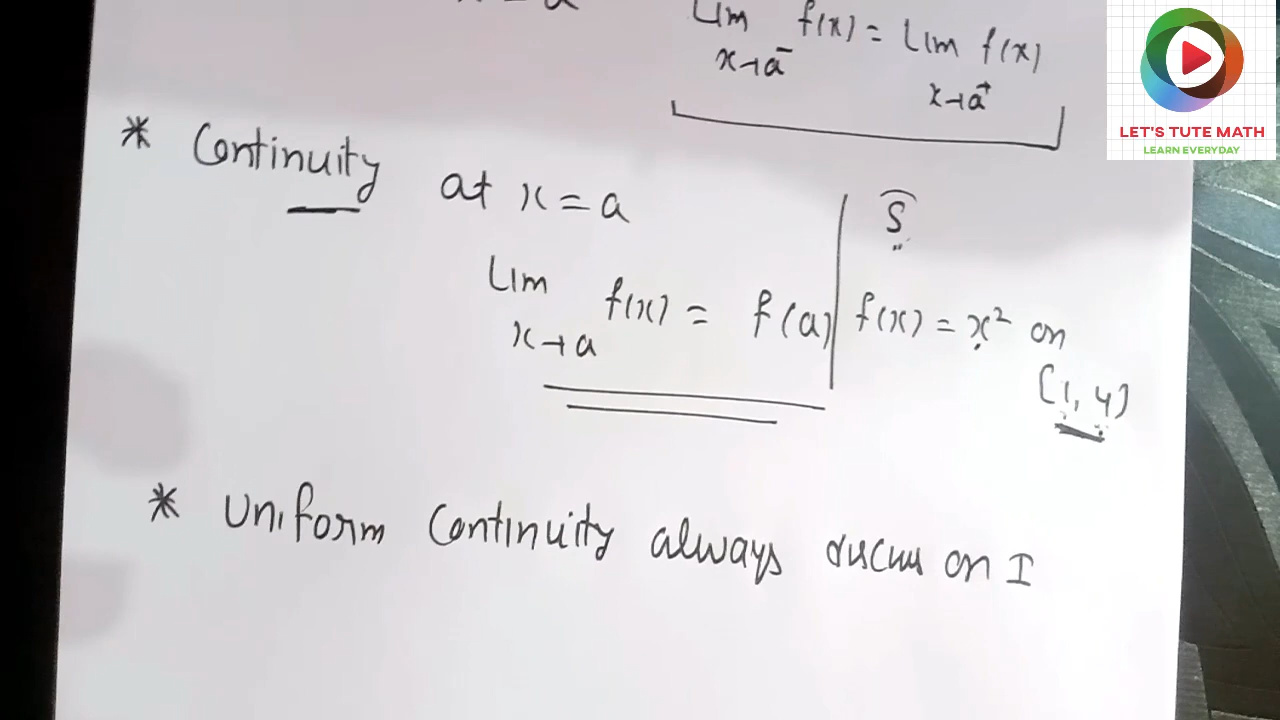 Lim f(x) = Lim f(x)
x→a⁻ x→a⁺
LET'S TUTE MATH
LEARN EVERYDAY
* Continuity at x = a
S
Lim f(x) = f(a)
x→a
f(x) = x² on
[1, 4]
* Uniform Continuity always discuss on I